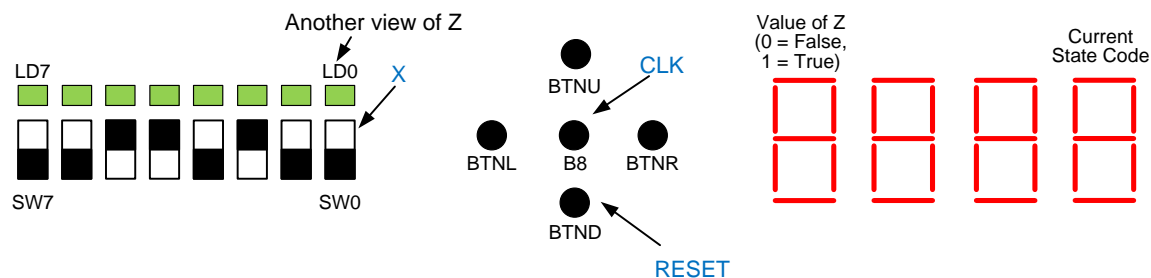 Another view of Z
LD7
LD0
X
SW7
SW0
BTNU
CLK
BTNL
B8
BTNR
BTND
RESET
Value of Z
(0 = False,
1 = True)
Current
State Code